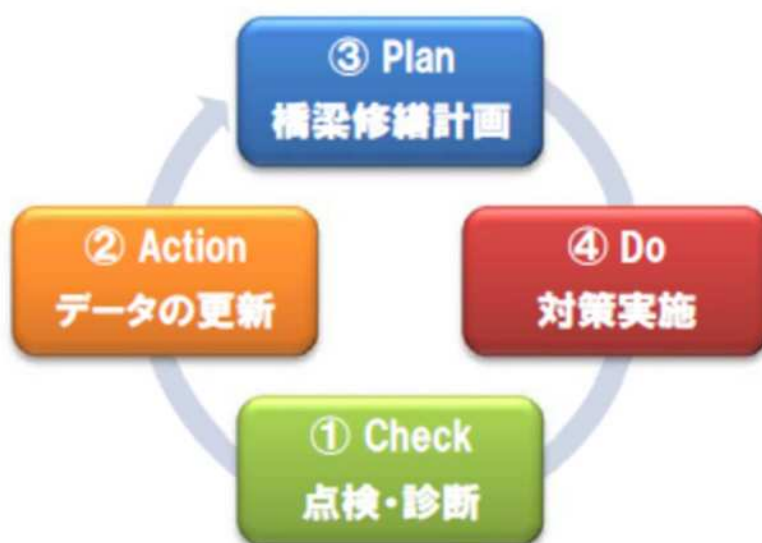 ③ Plan
橋梁修繕計画
② Action
データの更新
④ Do
対策実施
① Check
点検・診断